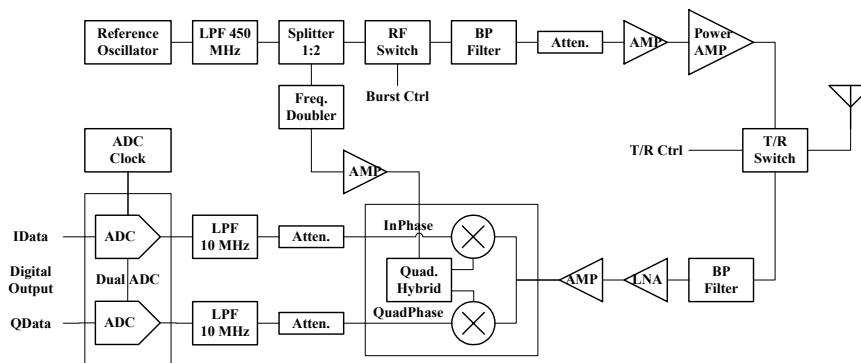 Reference
Oscillator
LPF 450
MHz
Splitter
1:2
RF
Switch
BP
Filter
Atten.
AMP
Power
AMP
Burst Ctrl
Freq.
Doubler
ADC
Clock
AMP
T/R Ctrl
T/R
Switch
IData
ADC
LPF
10 MHz
Atten.
InPhase
Digital
Output
Dual ADC
Quad.
Hybrid
AMP
LNA
BP
Filter
QData
ADC
LPF
10 MHz
Atten.
QuadPhase